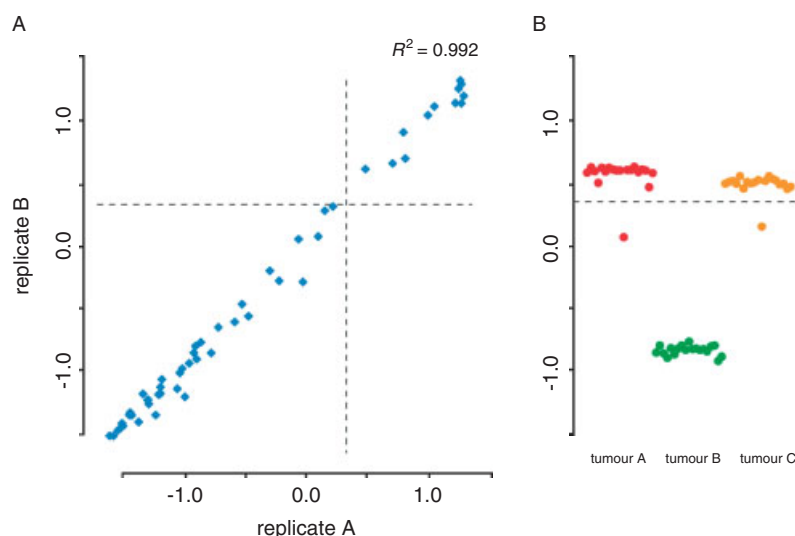 A
R² = 0.992
1.0
0.0
-1.0
replicate B
-1.0 0.0 1.0
replicate A
B
1.0
0.0
-1.0
tumour A tumour B tumour C